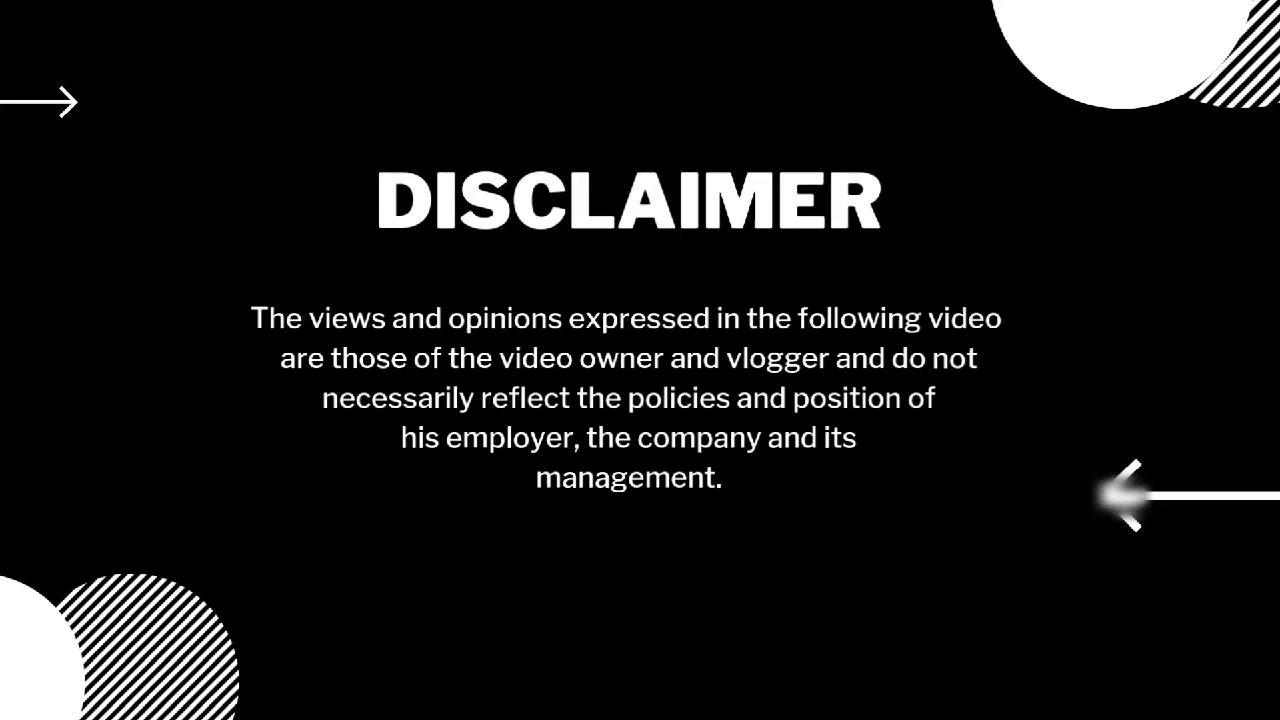 DISCLAIMER
The views and opinions expressed in the following video
are those of the video owner and vlogger and do not
necessarily reflect the policies and position of
his employer, the company and its
management.